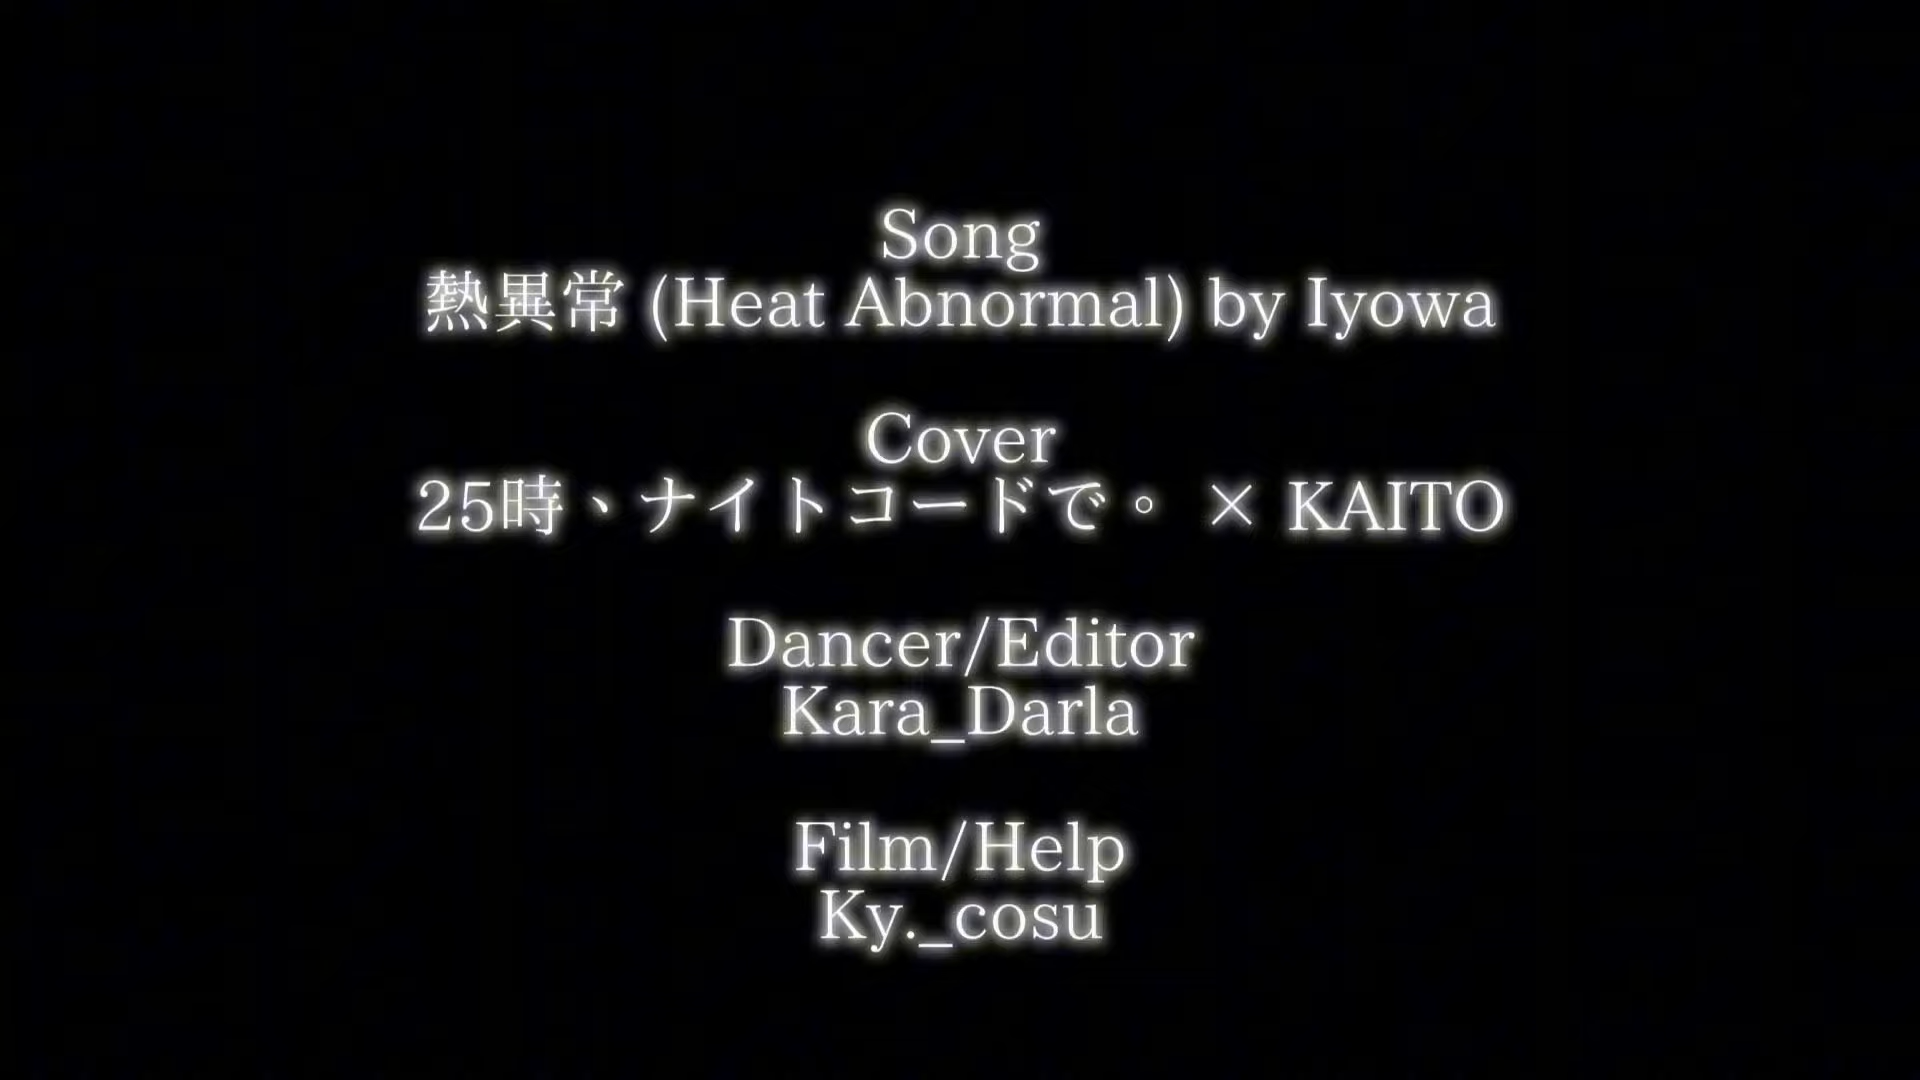 Song
熱異常 (Heat Abnormal) by Iyowa
Cover
25時、ナイトコードで。 × KAITO
Dancer/Editor
Kara_Darla
Film/Help
Ky._cosu